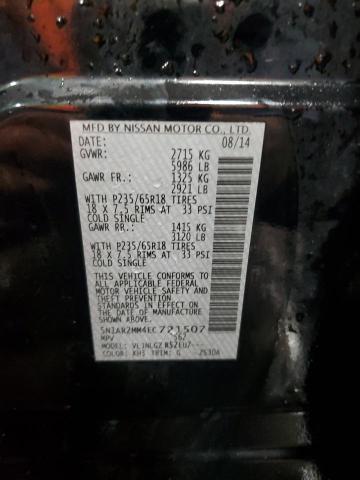 MFD BY NISSAN MOTOR CO., LTD.
DATE: 08/14
GVWR: 2715 KG
5986 LB
GAWR FR: 1325 KG
2921 LB
WITH P235/65R18 TIRES
18 X 7.5 RIMS AT 33 PSI
COLD SINGLE
GAWR RR: 1415 KG
3120 LB
WITH P235/65R18 TIRES
18 X 7.5 RIMS AT 33 PSI
COLD SINGLE
THIS VEHICLE CONFORMS TO
ALL APPLICABLE FEDERAL
MOTOR VEHICLE SAFETY
AND THEFT PREVENTION
STANDARDS IN EFFECT ON
THE DATE OF MANUFACTURE
SHOWN ABOVE.
5N1AR2MM4EC721507
MPV
MODEL:
COLOR: KH3 TRIM: G